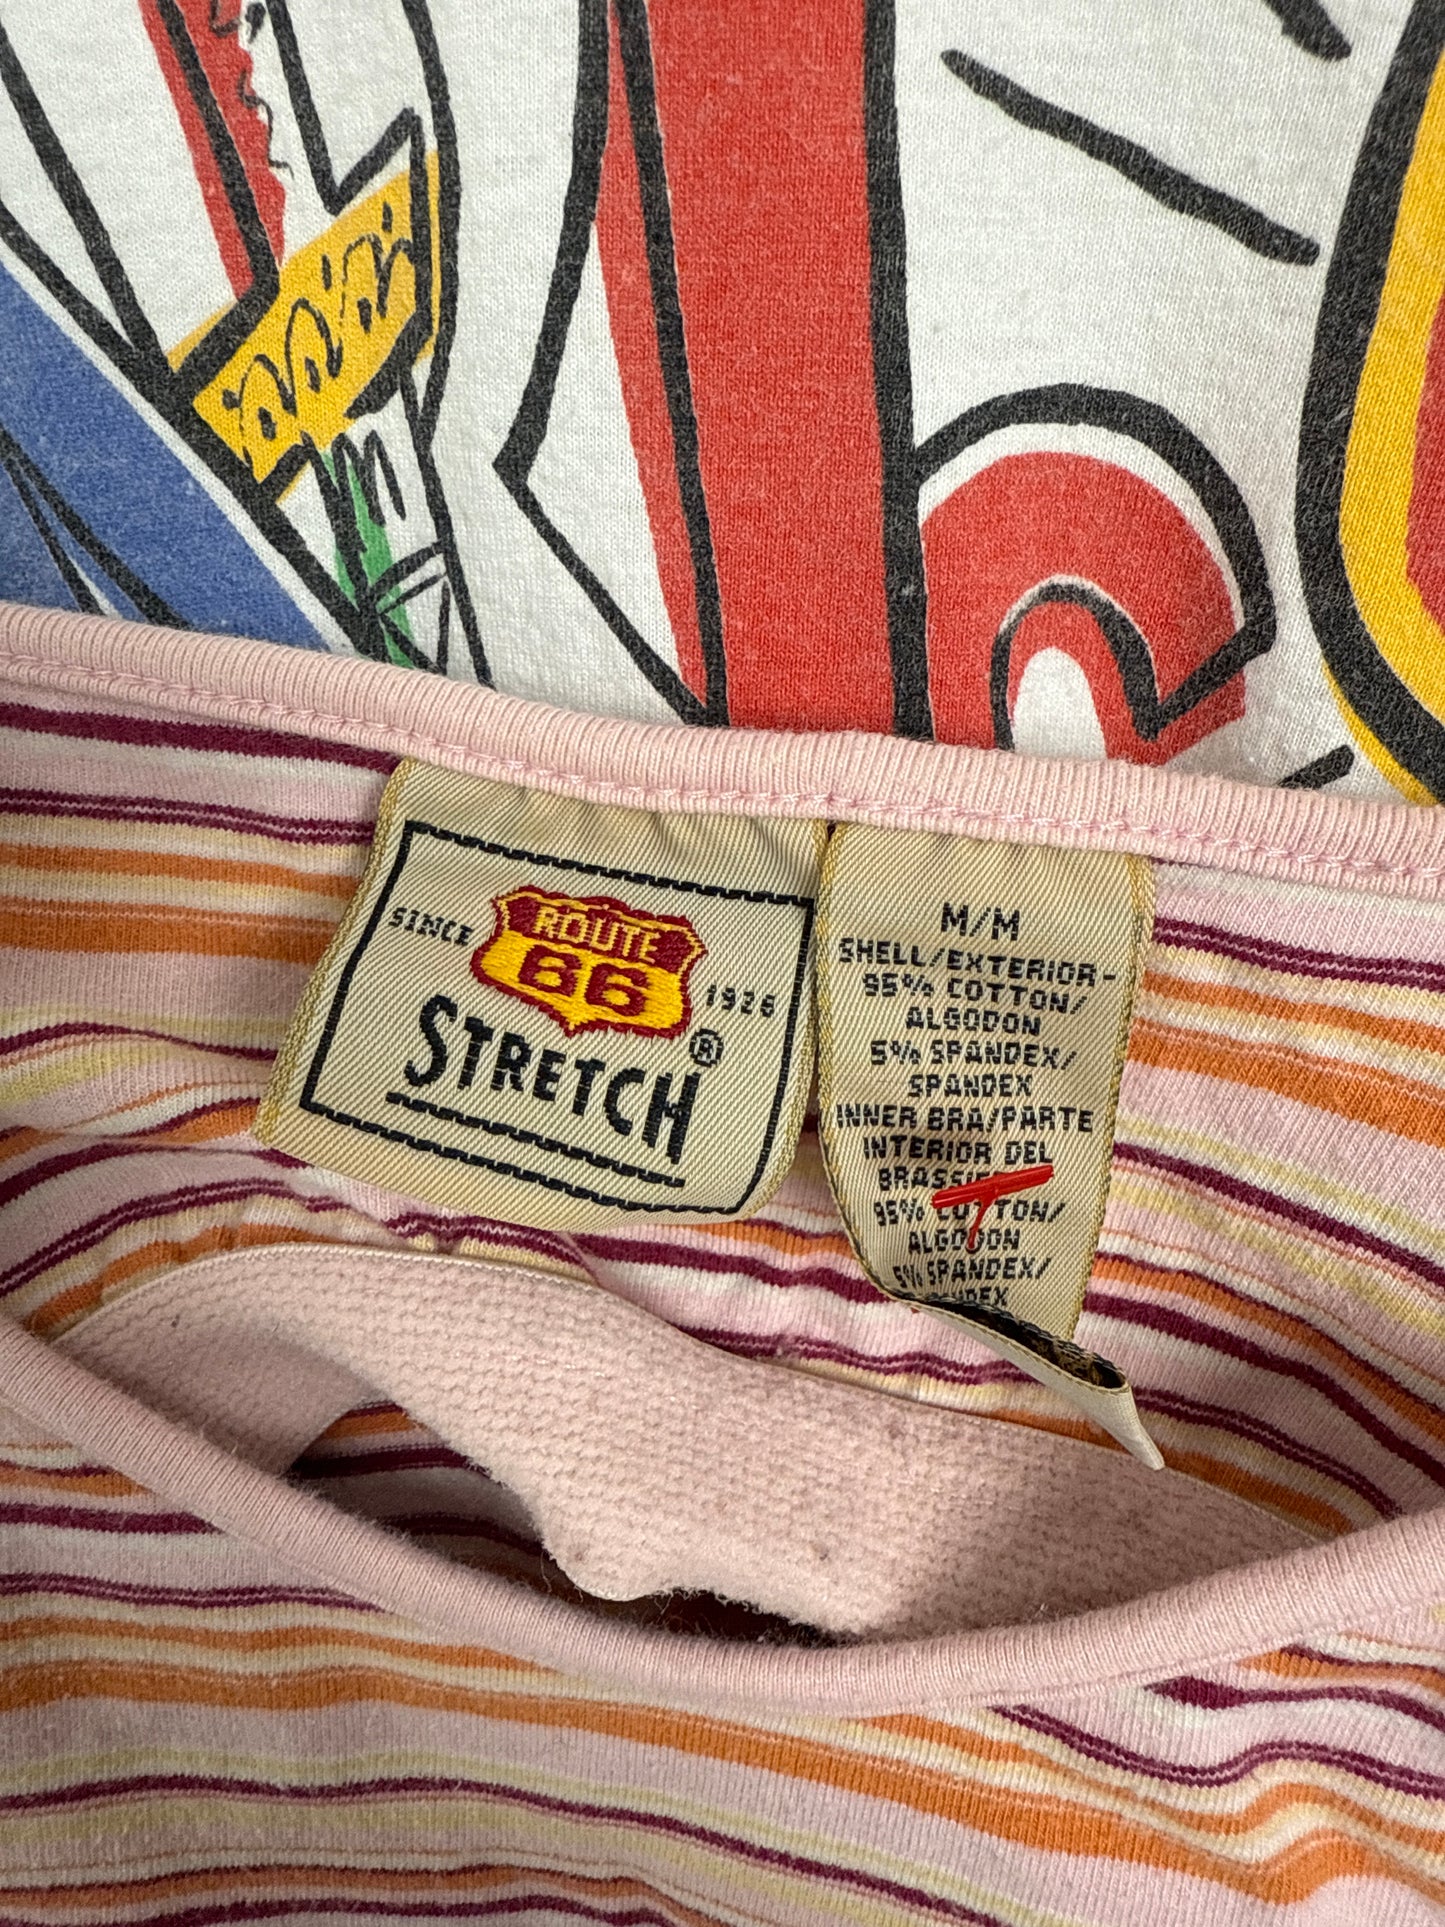 SINCE
ROUTE
66
1926
STRETCH®
M/M
SHELL/EXTERIOR-
95% COTTON/
ALGODON
5% SPANDEX/
SPANDEX
INNER BRA/PARTE
INTERIOR DEL
95% COTTON/
ALGODON
5% SPANDEX/